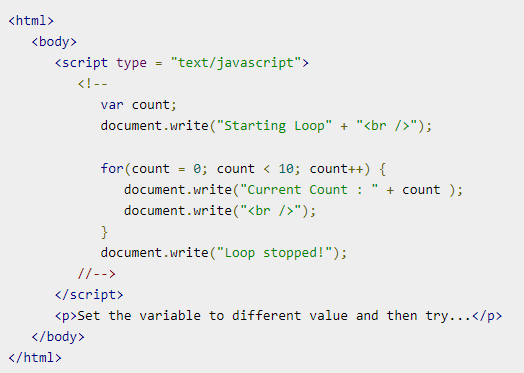 <html>
<body>
<script type = "text/javascript">
<!--
var count;
document.write("Starting Loop" + "<br />");
for(count = 0; count < 10; count++) {
document.write("Current Count : " + count );
document.write("<br />");
}
document.write("Loop stopped!");
//-->
</script>
<p>Set the variable to different value and then try...</p>
</body>
</html>